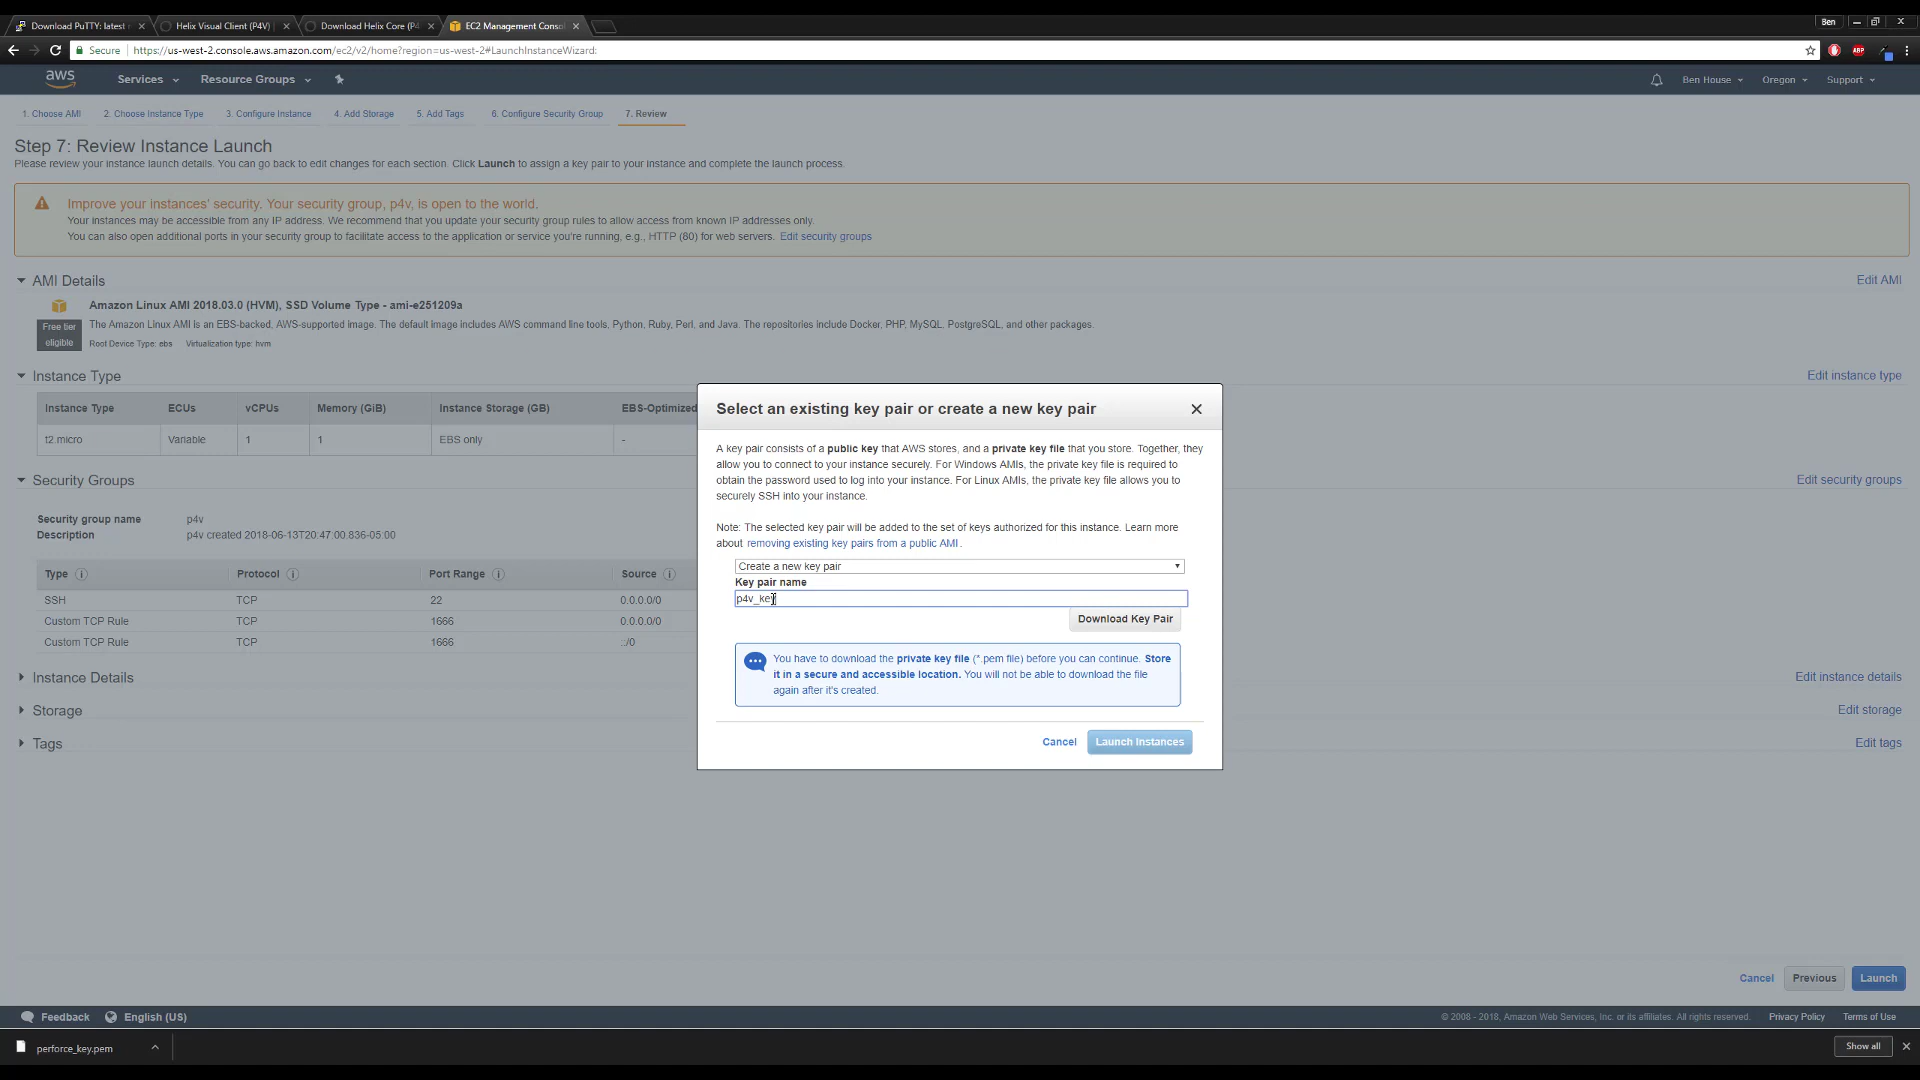 Download PuTTY: latest
Helix Visual Client (P4V)
Download Helix Core (P4
EC2 Management Consol
Ben
Secure
https://us-west-2.console.aws.amazon.com/ec2/v2/home?region=us-west-2#LaunchInstanceWizard:
ABP
aws
Services
Resource Groups
Ben House
Oregon
Support
1. Choose AMI
2. Choose Instance Type
3. Configure Instance
4. Add Storage
5. Add Tags
6. Configure Security Group
7. Review
Step 7: Review Instance Launch
Please review your instance launch details. You can go back to edit changes for each section. Click Launch to assign a key pair to your instance and complete the launch process.
Improve your instances' security. Your security group, p4v, is open to the world.
Your instances may be accessible from any IP address. We recommend that you update your security group rules to allow access from known IP addresses only.
You can also open additional ports in your security group to facilitate access to the application or service you're running, e.g., HTTP (80) for web servers. Edit security groups
AMI Details
Edit AMI
Amazon Linux AMI 2018.03.0 (HVM), SSD Volume Type - ami-e251209a
Free tier
eligible
The Amazon Linux AMI is an EBS-backed, AWS-supported image. The default image includes AWS command line tools, Python, Ruby, Perl, and Java. The repositories include Docker, PHP, MySQL, PostgreSQL, and other packages.
Root Device Type: ebs Virtualization type: hvm
Instance Type
Edit instance type
Instance Type
ECUs
vCPUs
Memory (GiB)
Instance Storage (GB)
EBS-Optimized
t2.micro
Variable
1
1
EBS only
-
Security Groups
Edit security groups
Security group name
p4v
Description
p4v created 2018-06-13T20:47:00.836-05:00
Type
Protocol
Port Range
Source
SSH
TCP
22
0.0.0.0/0
Custom TCP Rule
TCP
1666
0.0.0.0/0
Custom TCP Rule
TCP
1666
::/0
Instance Details
Edit instance details
Storage
Edit storage
Tags
Edit tags
Select an existing key pair or create a new key pair
A key pair consists of a public key that AWS stores, and a private key file that you store. Together, they
allow you to connect to your instance securely. For Windows AMIs, the private key file is required to
obtain the password used to log into your instance. For Linux AMIs, the private key file allows you to
securely SSH into your instance.
Note: The selected key pair will be added to the set of keys authorized for this instance. Learn more
about removing existing key pairs from a public AMI.
Create a new key pair
Key pair name
p4v_key
Download Key Pair
You have to download the private key file (*.pem file) before you can continue. Store
it in a secure and accessible location. You will not be able to download the file
again after it's created.
Cancel
Launch Instances
Cancel
Previous
Launch
Feedback
English (US)
© 2008 - 2018, Amazon Web Services, Inc. or its affiliates. All rights reserved.
Privacy Policy
Terms of Use
perforce_key.pem
Show all